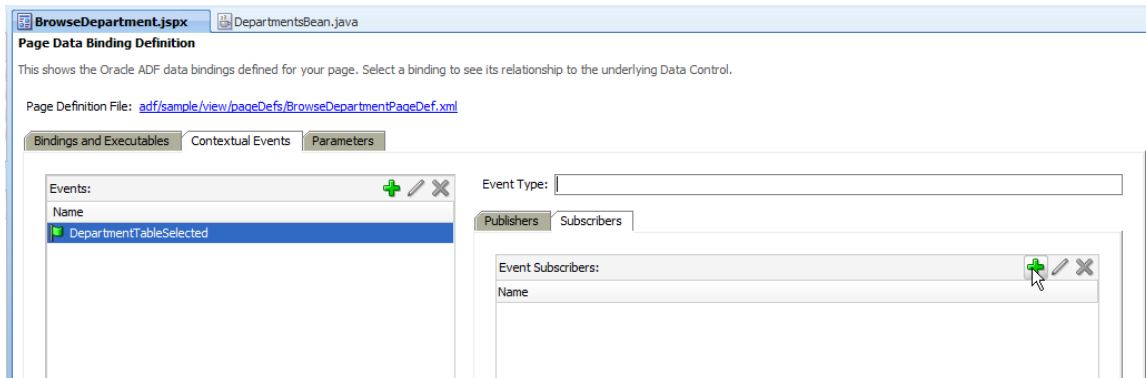 BrowseDepartment.jspx DepartmentsBean.java
Page Data Binding Definition
This shows the Oracle ADF data bindings defined for your page. Select a binding to see its relationship to the underlying Data Control.
Page Definition File: adf/sample/view/pageDefs/BrowseDepartmentPageDef.xml
Bindings and Executables Contextual Events Parameters
Events:
Name
DepartmentTableSelected
Event Type:
Publishers Subscribers
Event Subscribers:
Name